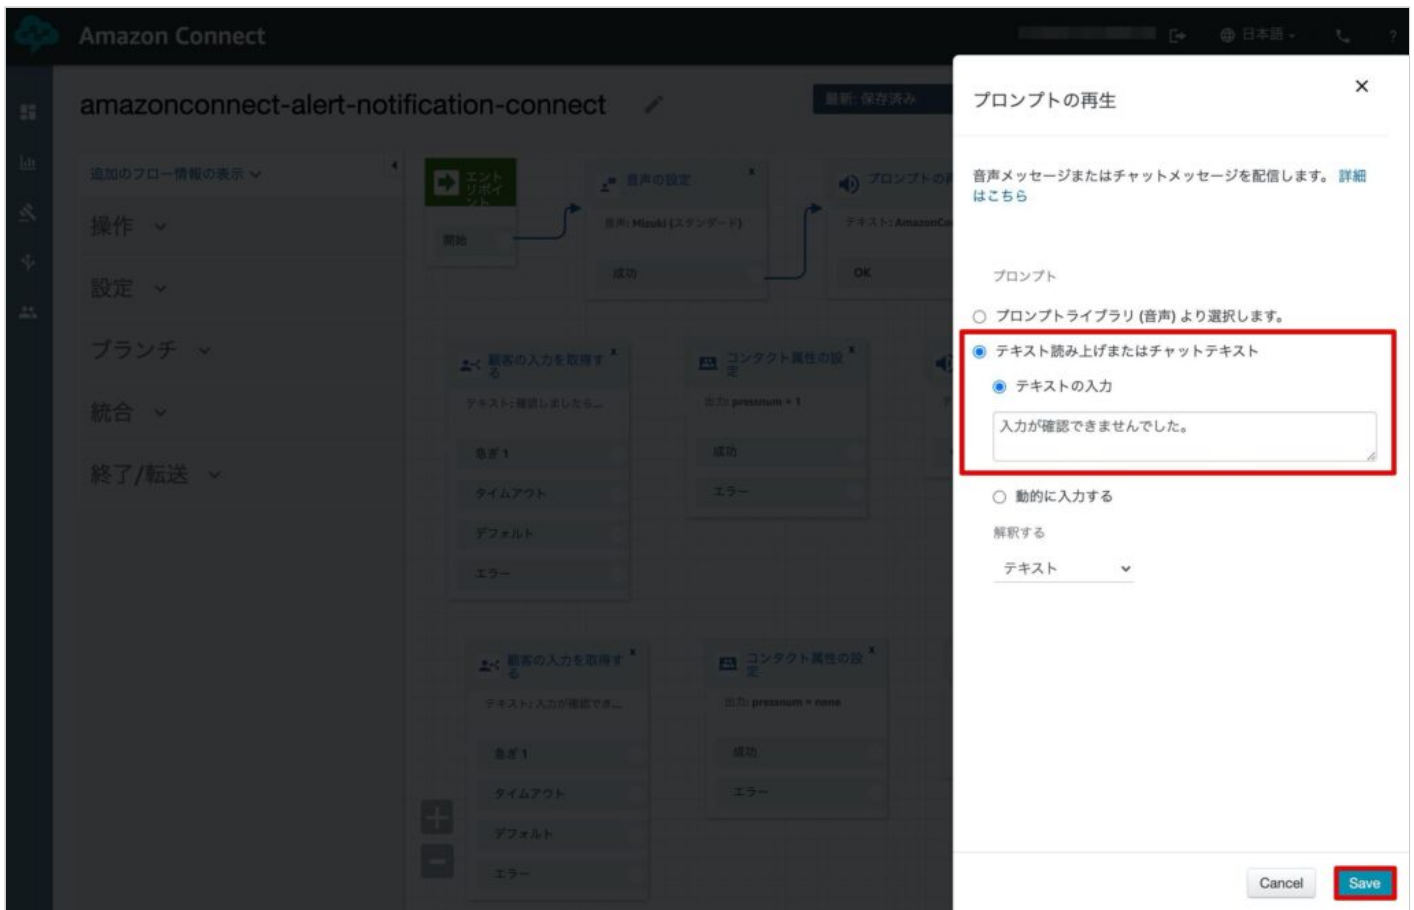 Amazon Connect
日本語
?
amazonconnect-alert-notification-connect
最新: 保存済み
追加のフロー情報の表示
操作
設定
ブランチ
統合
終了/転送
エント
リポイ
ント
開始
音声の設定
x
音声: Mizuki (スタンダード)
成功
プロンプトの再
テキスト: AmazonCo
OK
顧客の入力を取得す
る
x
テキスト: 確認しましたら...
急ぎ 1
タイムアウト
デフォルト
エラー
コンタクト属性の設
定
x
出力: pressnum = 1
成功
エラー
顧客の入力を取得す
る
x
テキスト: 入力が確認でき...
急ぎ 1
タイムアウト
デフォルト
エラー
コンタクト属性の設
定
x
出力: pressnum = none
成功
エラー
プロンプトの再生
音声メッセージまたはチャットメッセージを配信します。 詳細
はこちら
プロンプト
プロンプトライブラリ (音声) より選択します。
テキスト読み上げまたはチャットテキスト
テキストの入力
入力が確認できませんでした。
動的に入力する
解釈する
テキスト
Cancel
Save